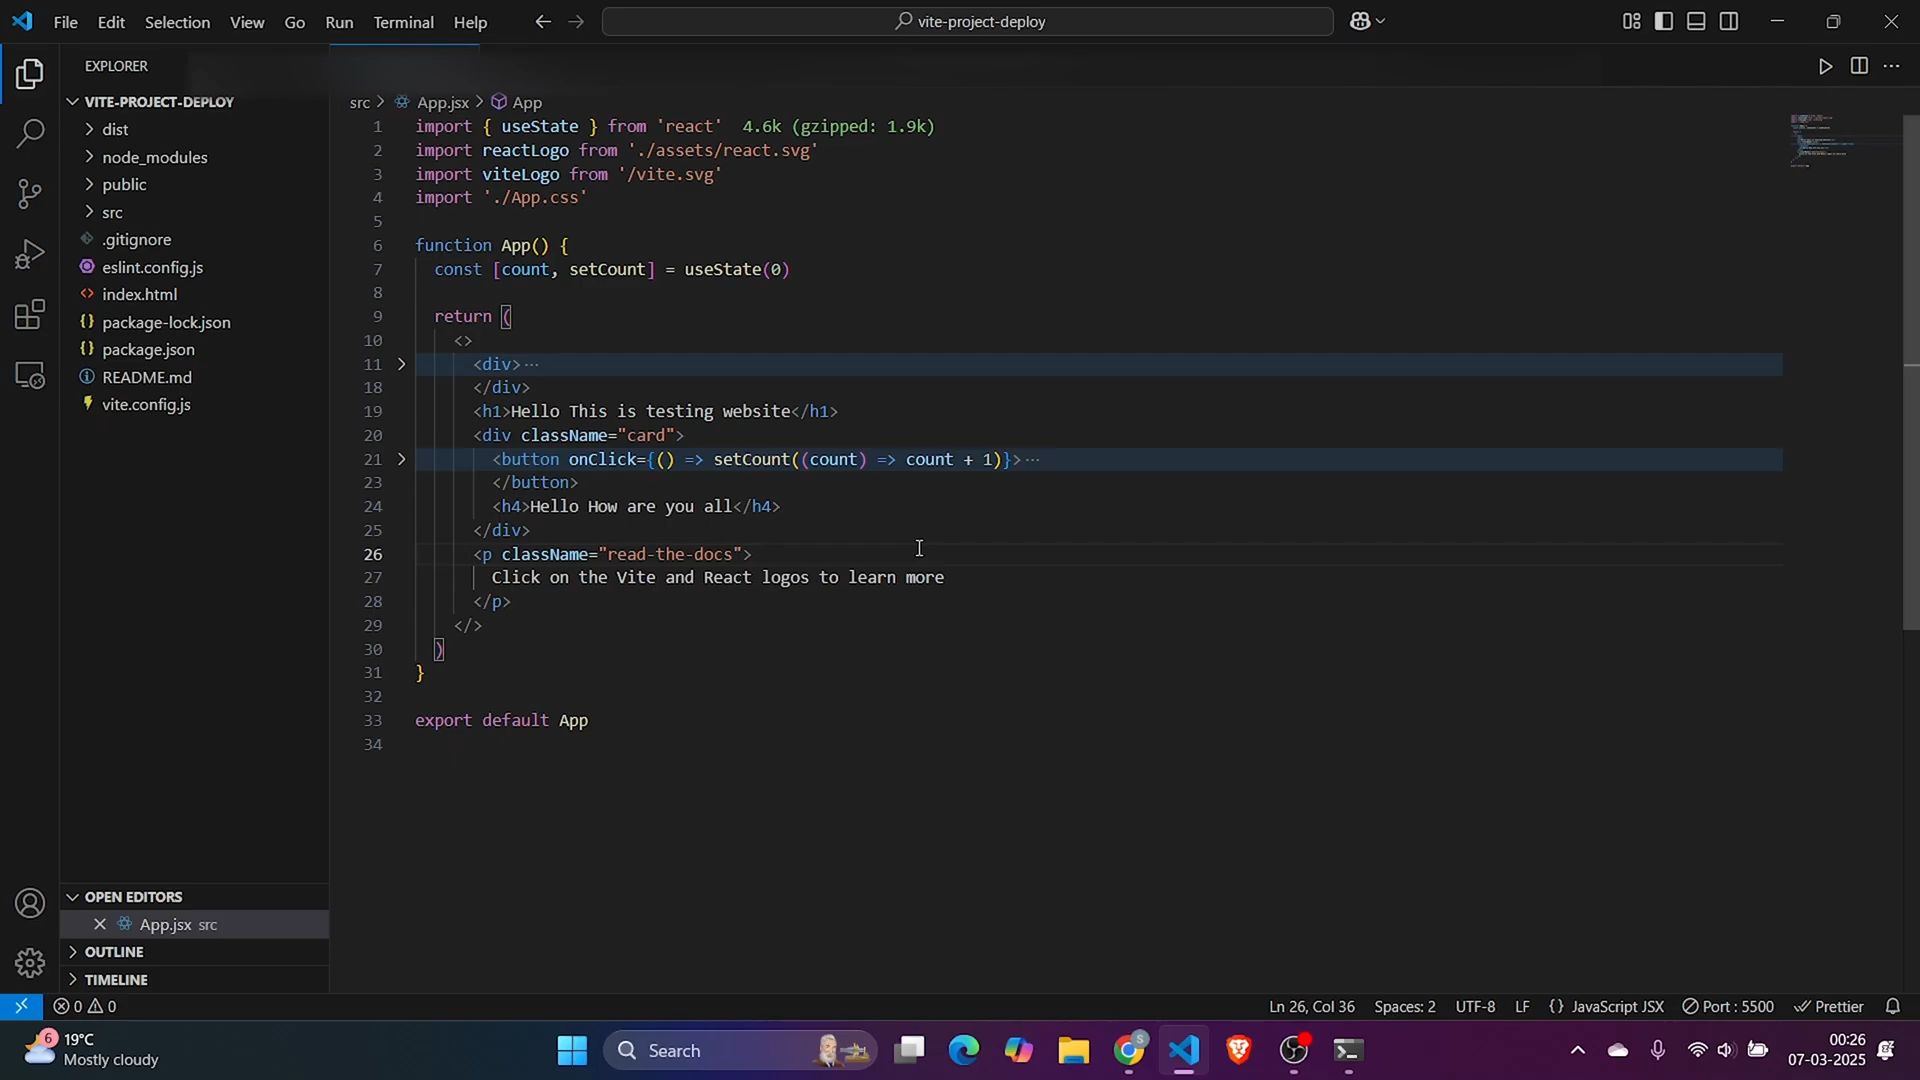 File Edit Selection View Go Run Terminal Help
vite-project-deploy
EXPLORER
VITE-PROJECT-DEPLOY
dist
node_modules
public
src
.gitignore
eslint.config.js
index.html
package-lock.json
package.json
README.md
vite.config.js
OPEN EDITORS
App.jsx src
OUTLINE
TIMELINE
src > App.jsx > App
1 import { useState } from 'react' 4.6k (gzipped: 1.9k)
2 import reactLogo from './assets/react.svg'
3 import viteLogo from '/vite.svg'
4 import './App.css'
5
6 function App() {
7 const [count, setCount] = useState(0)
8
9 return (
10 <>
11 <div>···
18 </div>
19 <h1>Hello This is testing website</h1>
20 <div className="card">
21 <button onClick={() => setCount((count) => count + 1)}>···
23 </button>
24 <h4>Hello How are you all</h4>
25 </div>
26 <p className="read-the-docs">
27 Click on the Vite and React logos to learn more
28 </p>
29 </>
30 )
31 }
32
33 export default App
34
0 0
Ln 26, Col 36 Spaces: 2 UTF-8 LF {} JavaScript JSX Port : 5500 Prettier
6
19°C
Mostly cloudy
Search
S
00:26
07-03-2025